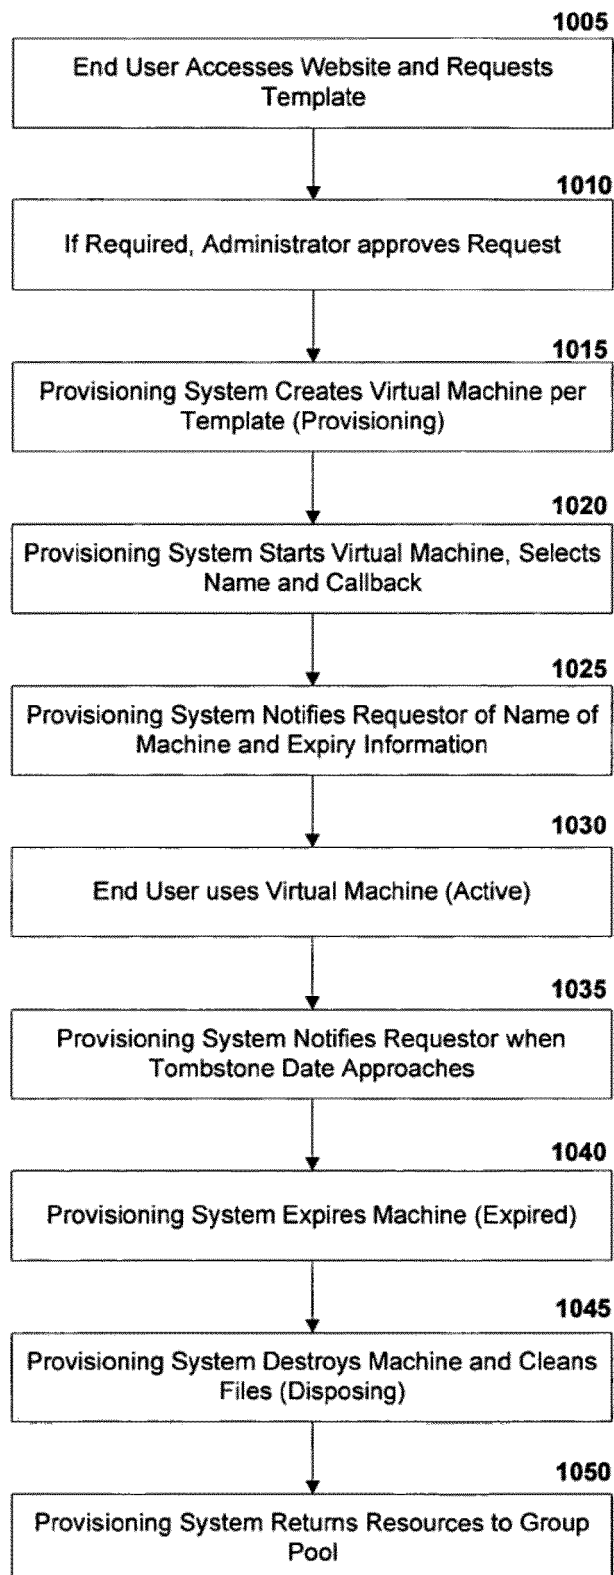 1005
End User Accesses Website and Requests
Template
1010
If Required, Administrator approves Request
1015
Provisioning System Creates Virtual Machine per
Template (Provisioning)
1020
Provisioning System Starts Virtual Machine, Selects
Name and Callback
1025
Provisioning System Notifies Requestor of Name of
Machine and Expiry Information
1030
End User uses Virtual Machine (Active)
1035
Provisioning System Notifies Requestor when
Tombstone Date Approaches
1040
Provisioning System Expires Machine (Expired)
1045
Provisioning System Destroys Machine and Cleans
Files (Disposing)
1050
Provisioning System Returns Resources to Group
Pool